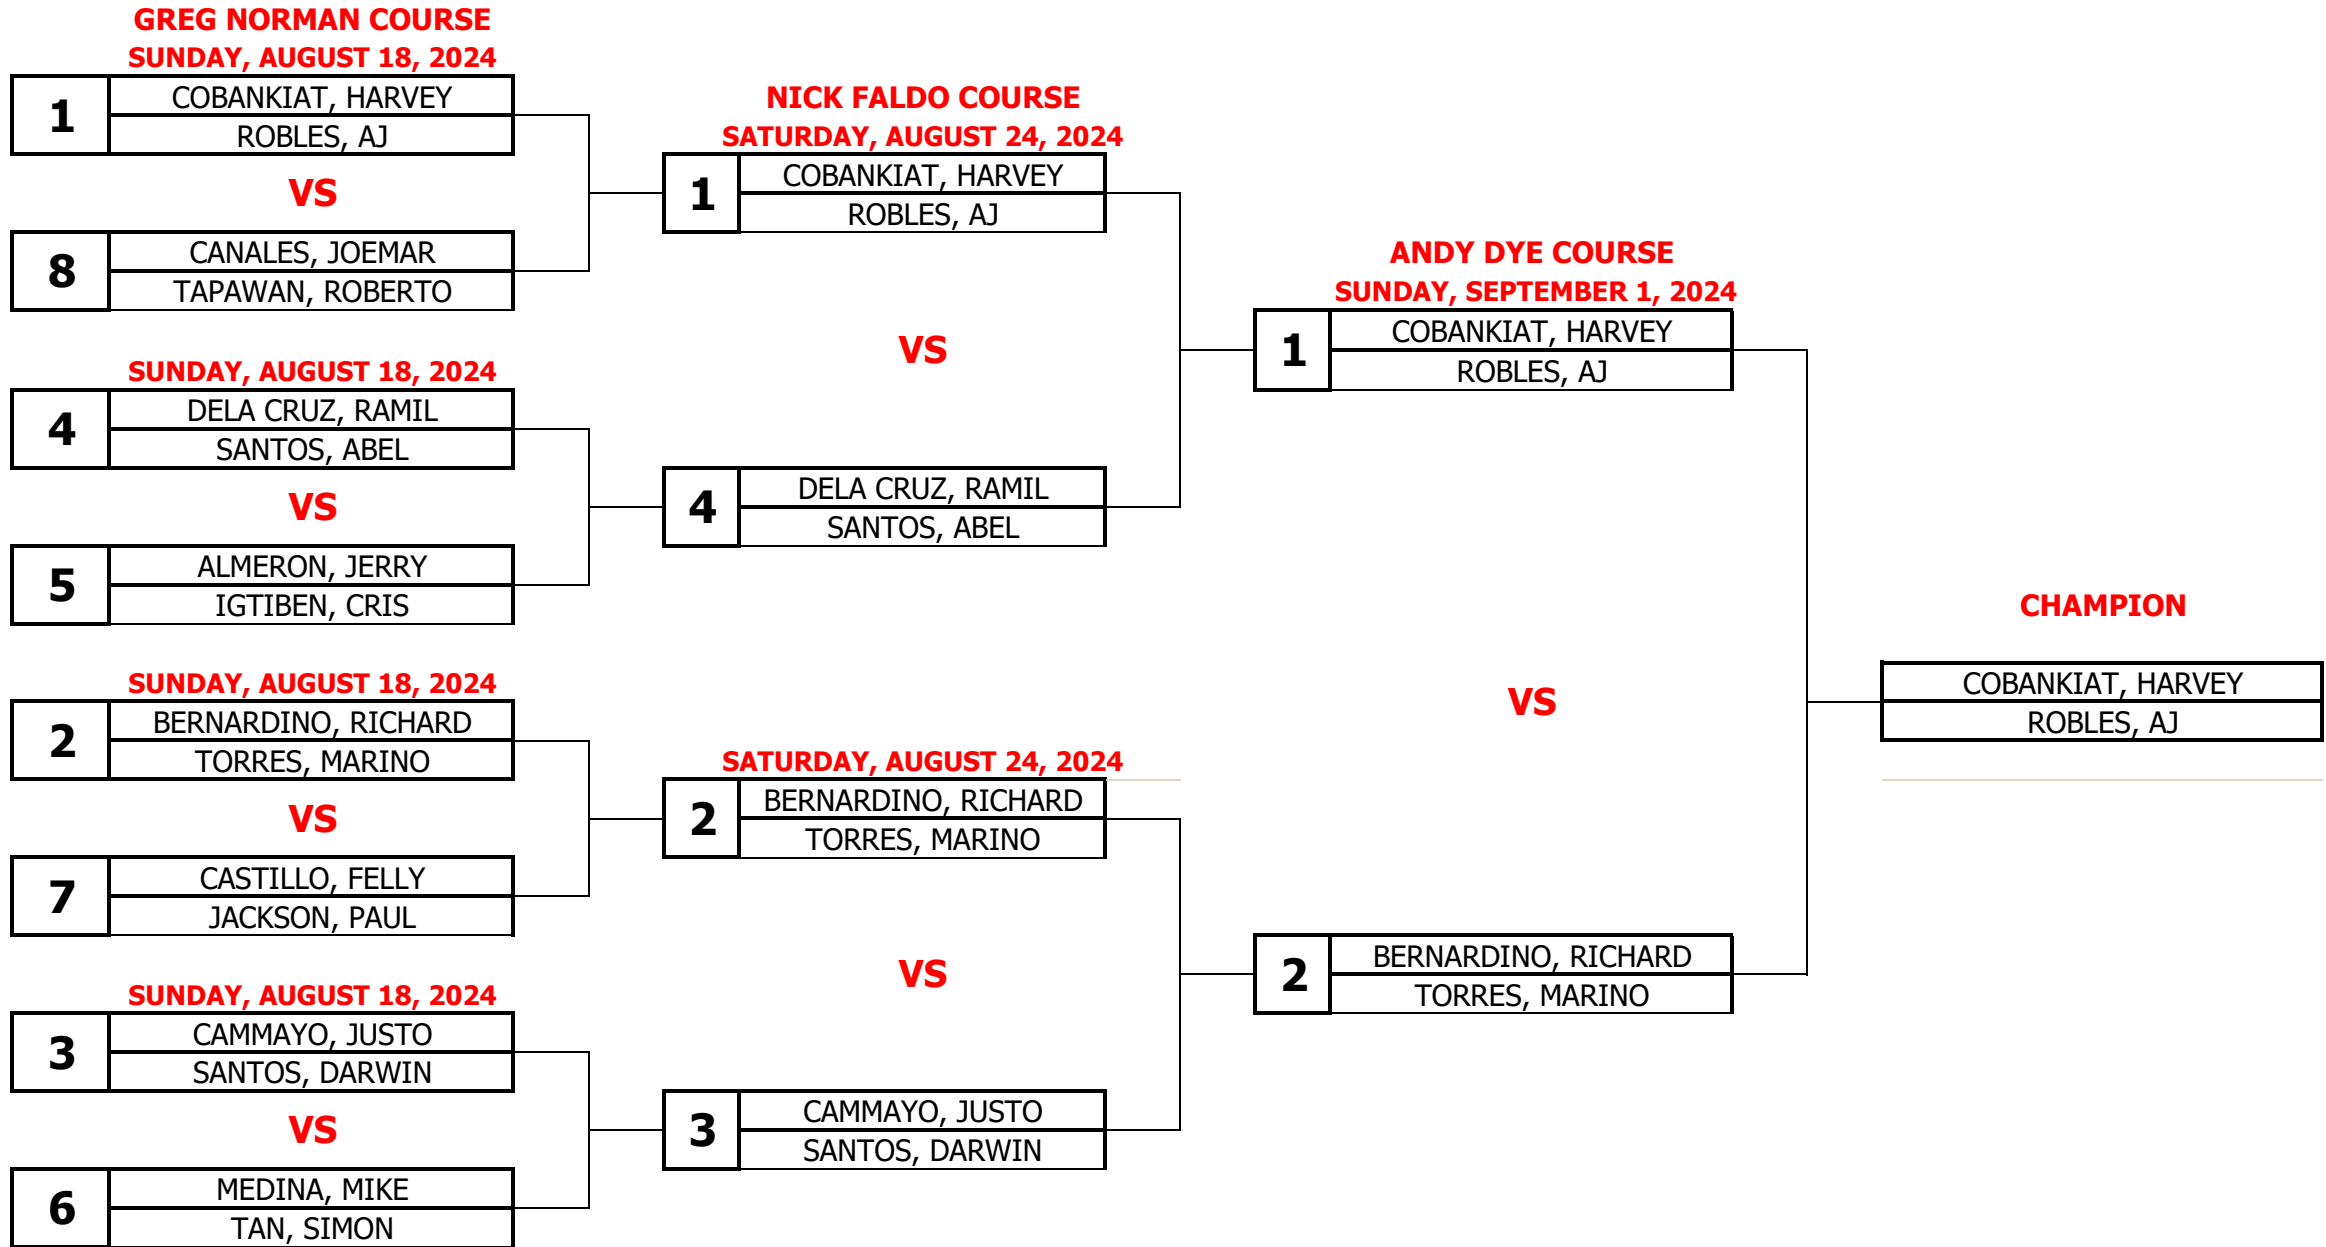 GREG NORMAN COURSE
SUNDAY, AUGUST 18, 2024
1
COBANKIAT, HARVEY
ROBLES, AJ
VS
8
CANALES, JOEMAR
TAPAWAN, ROBERTO
SUNDAY, AUGUST 18, 2024
4
DELA CRUZ, RAMIL
SANTOS, ABEL
VS
5
ALMERON, JERRY
IGTIBEN, CRIS
SUNDAY, AUGUST 18, 2024
2
BERNARDINO, RICHARD
TORRES, MARINO
VS
7
CASTILLO, FELLY
JACKSON, PAUL
SUNDAY, AUGUST 18, 2024
3
CAMMAYO, JUSTO
SANTOS, DARWIN
VS
6
MEDINA, MIKE
TAN, SIMON
NICK FALDO COURSE
SATURDAY, AUGUST 24, 2024
1
COBANKIAT, HARVEY
ROBLES, AJ
VS
4
DELA CRUZ, RAMIL
SANTOS, ABEL
SATURDAY, AUGUST 24, 2024
2
BERNARDINO, RICHARD
TORRES, MARINO
VS
3
CAMMAYO, JUSTO
SANTOS, DARWIN
ANDY DYE COURSE
SUNDAY, SEPTEMBER 1, 2024
1
COBANKIAT, HARVEY
ROBLES, AJ
VS
2
BERNARDINO, RICHARD
TORRES, MARINO
CHAMPION
COBANKIAT, HARVEY
ROBLES, AJ